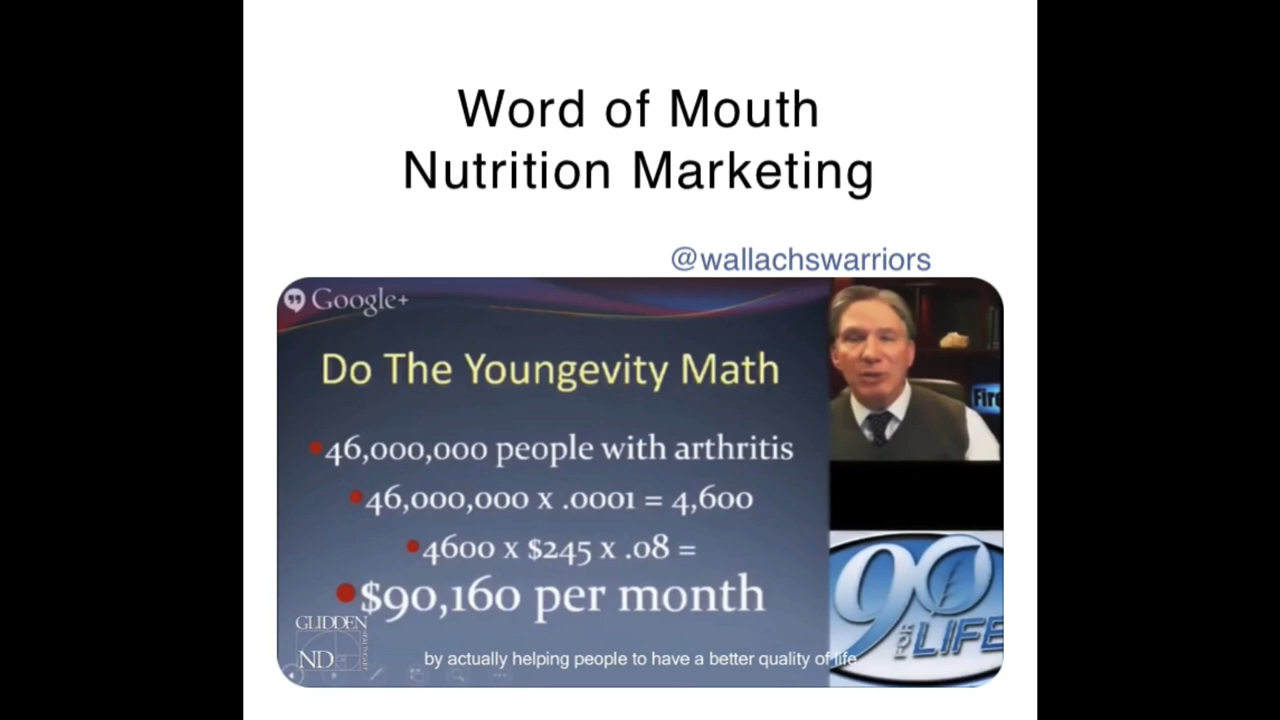 Word of Mouth
Nutrition Marketing
@wallachswarriors
Google+
Do The Youngevity Math
46,000,000 people with arthritis
46,000,000 x .0001 = 4,600
4600 x $245 x .08 =
$90,160 per month
Fire
90
FOR LIFE
GLIDDEN
ND
by actually helping people to have a better quality of life